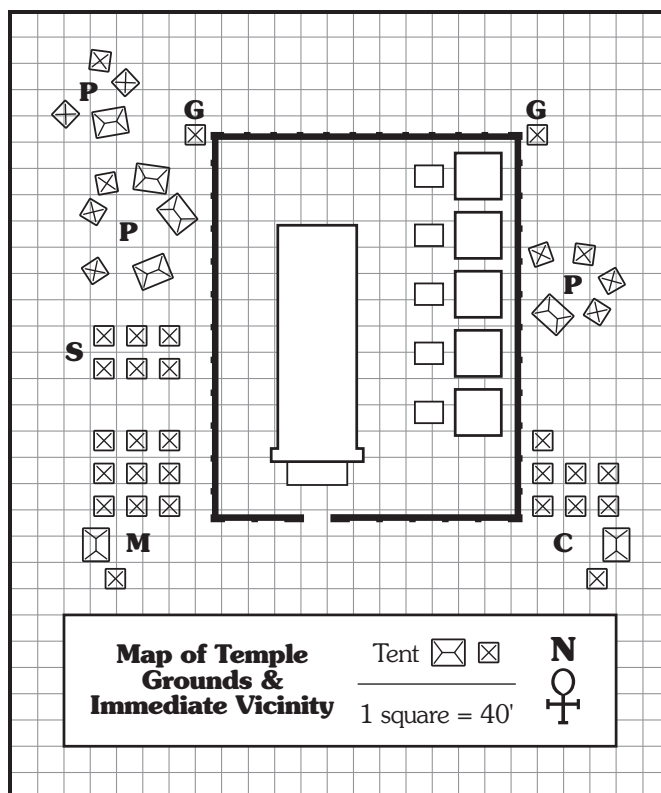 P
G
G
P
P
S
M
C
Map of Temple
Grounds &
Immediate Vicinity
Tent
1 square = 40'
N